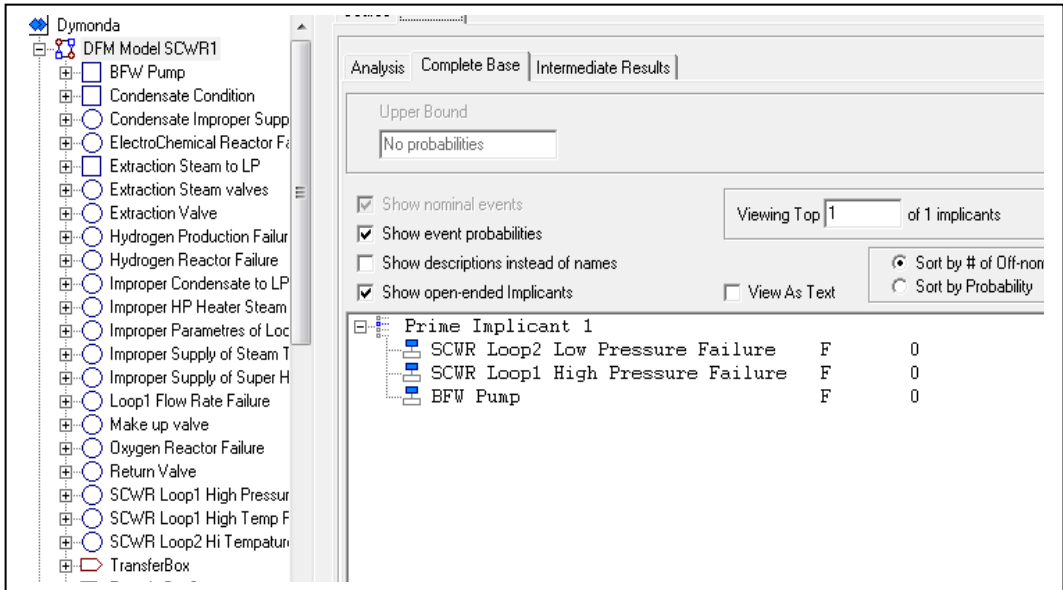 Dymonda
DFM Model SCWR1
BFW Pump
Condensate Condition
Condensate Improper Supp
ElectroChemical Reactor Fa
Extraction Steam to LP
Extraction Steam valves
Extraction Valve
Hydrogen Production Failur
Hydrogen Reactor Failure
Improper Condensate to LP
Improper HP Heater Steam
Improper Parametres of Loc
Improper Supply of Steam T
Improper Supply of Super H
Loop1 Flow Rate Failure
Make up valve
Oxygen Reactor Failure
Return Valve
SCWR Loop1 High Pressur
SCWR Loop1 High Temp F
SCWR Loop2 Hi Tempatur
TransferBox
Analysis Complete Base Intermediate Results
Upper Bound
No probabilities
Show nominal events
Show event probabilities
Show descriptions instead of names
Show open-ended Implicants
View As Text
Viewing Top 1 of 1 implicants
Sort by # of Off-nom
Sort by Probability
Prime Implicant 1
SCWR Loop2 Low Pressure Failure F 0
SCWR Loop1 High Pressure Failure F 0
BFW Pump F 0